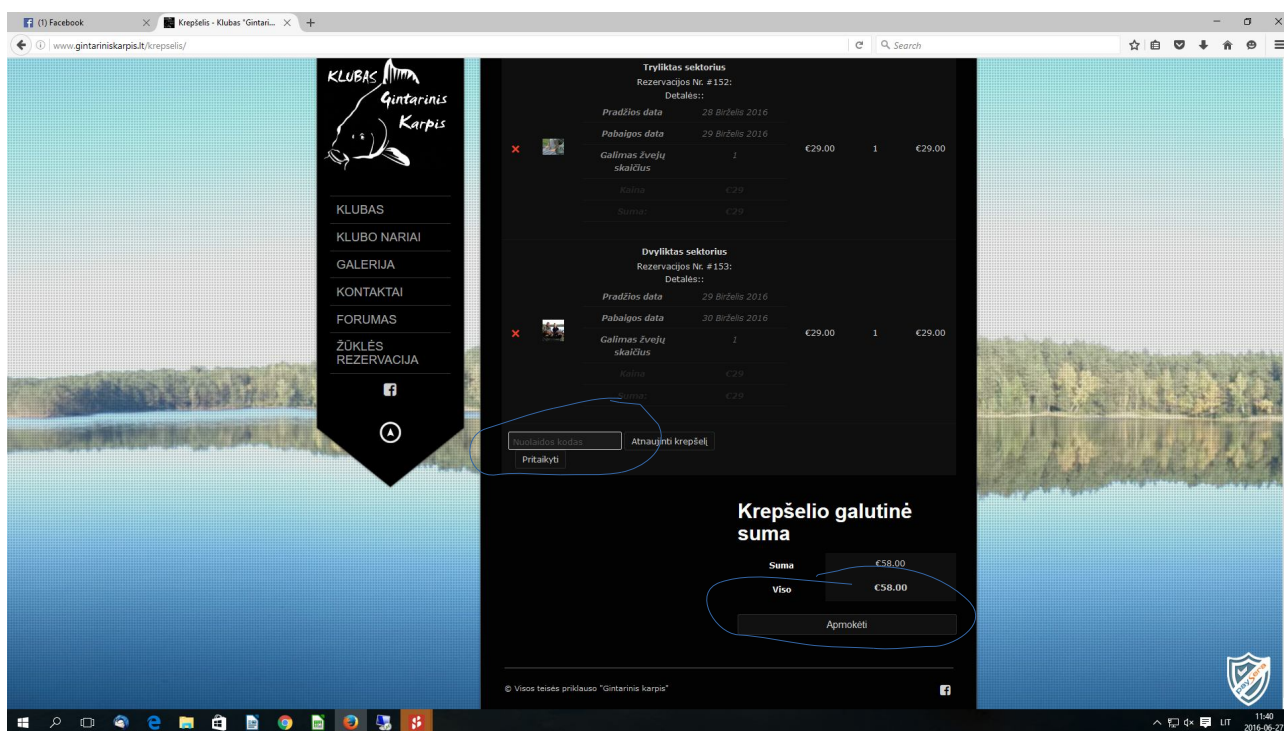 (1) Facebook
Krepšelis - Klubas "Gintari...
www.gintariniskarpis.lt/krepselis/
Search
KLUBAS
Gintarinis
Karpis
KLUBAS
KLUBO NARIAI
GALERIJA
KONTAKTAI
FORUMAS
ŽŪKLĖS
REZERVACIJA
Tryliktas sektorius
Rezervacijos Nr. #152:
Detalės::
Pradžios data 28 Birželis 2016
Pabaigos data 29 Birželis 2016
Galimas žvejų skaičius 1
€29.00 1 €29.00
Kaina €29
Suma: €29
Dvyliktas sektorius
Rezervacijos Nr. #153:
Detalės::
Pradžios data 29 Birželis 2016
Pabaigos data 30 Birželis 2016
Galimas žvejų skaičius 1
€29.00 1 €29.00
Kaina €29
Suma: €29
Nuolaidos kodas Atnaujinti krepšelį
Pritaikyti
Krepšelio galutinė
suma
Suma €58.00
Viso €58.00
Apmokėti
© Visos teisės priklauso "Gintarinis karpis"
paysera
LIT 11:40
2016-06-27